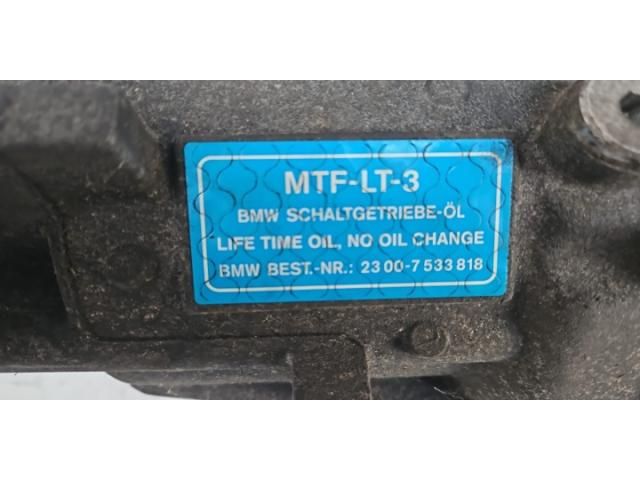 MTF-LT-3
BMW SCHALTGETRIEBE-ÖL
LIFE TIME OIL, NO OIL CHANGE
BMW BEST.-NR.: 23 00-7 533 818